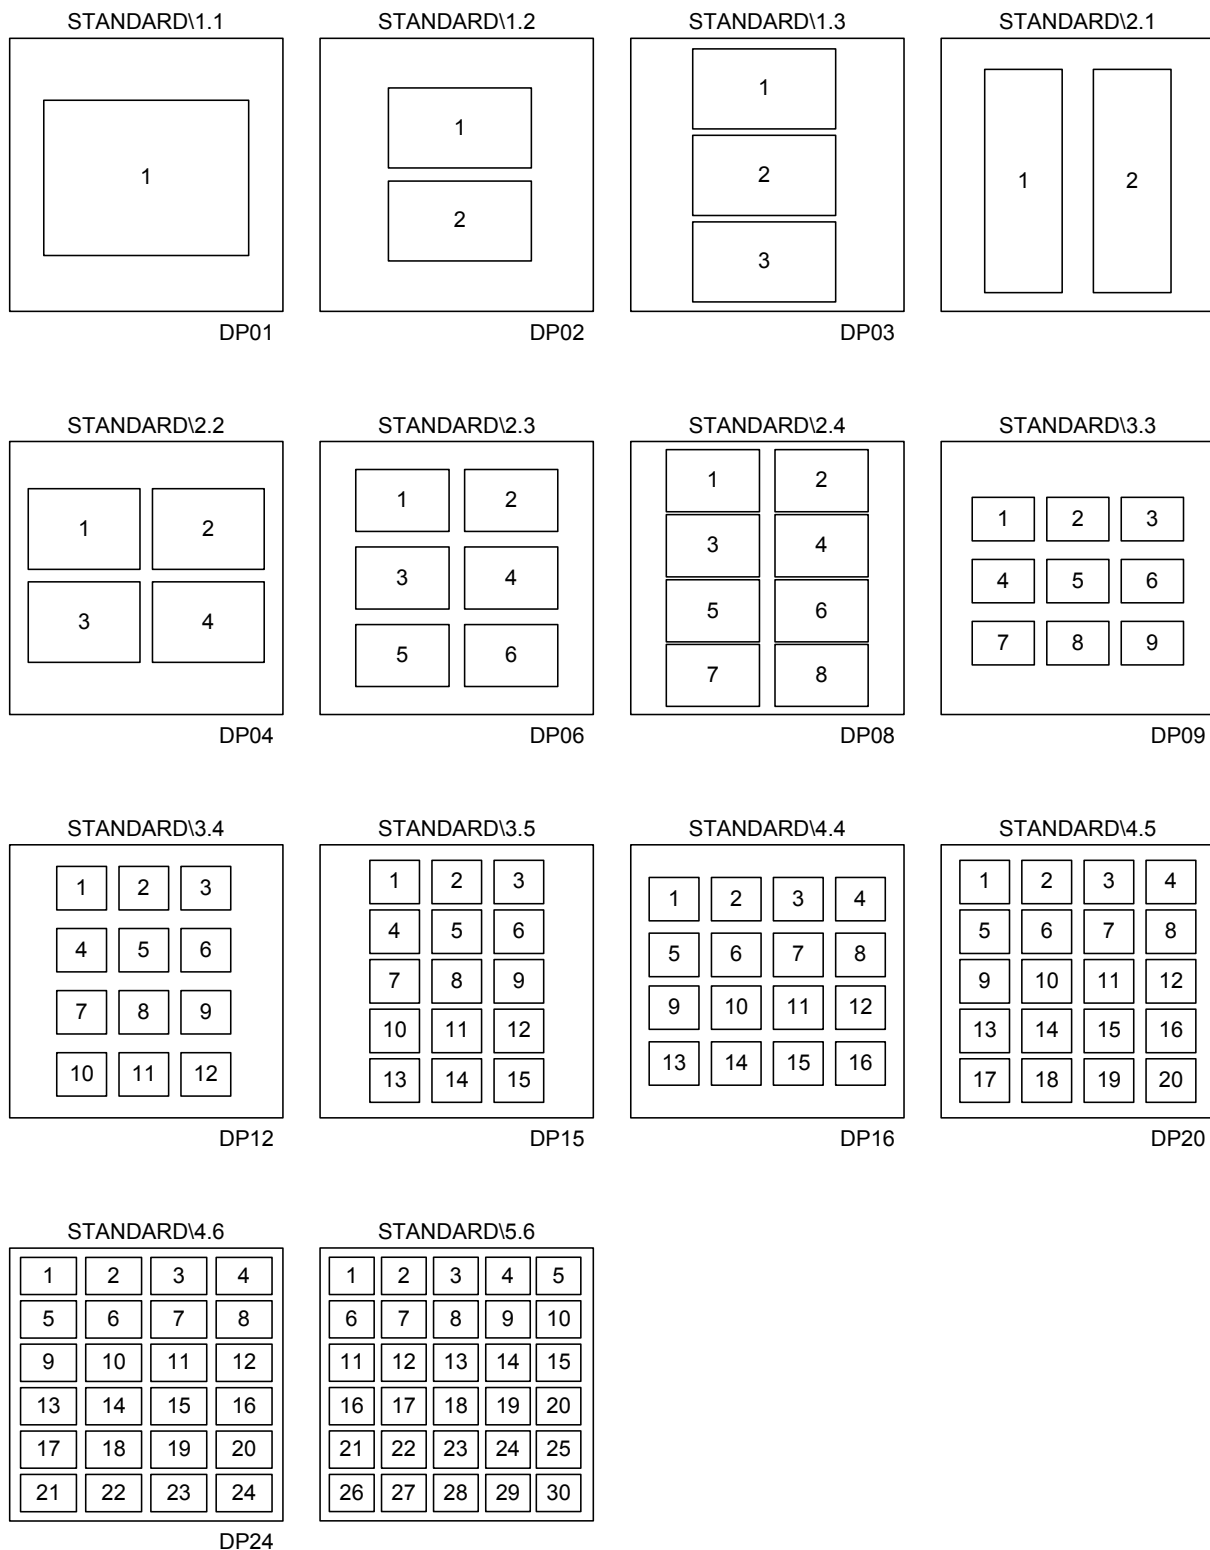 STANDARD\1.1 STANDARD\1.2 STANDARD\1.3 STANDARD\2.1
1
1
2
1
2
3
1 2
DP01 DP02 DP03
STANDARD\2.2 STANDARD\2.3 STANDARD\2.4 STANDARD\3.3
1 2
3 4
1 2
3 4
5 6
1 2
3 4
5 6
7 8
1 2 3
4 5 6
7 8 9
DP04 DP06 DP08 DP09
STANDARD\3.4 STANDARD\3.5 STANDARD\4.4 STANDARD\4.5
1 2 3
4 5 6
7 8 9
10 11 12
1 2 3
4 5 6
7 8 9
10 11 12
13 14 15
1 2 3 4
5 6 7 8
9 10 11 12
13 14 15 16
1 2 3 4
5 6 7 8
9 10 11 12
13 14 15 16
17 18 19 20
DP12 DP15 DP16 DP20
STANDARD\4.6 STANDARD\5.6
1 2 3 4
5 6 7 8
9 10 11 12
13 14 15 16
17 18 19 20
21 22 23 24
1 2 3 4 5
6 7 8 9 10
11 12 13 14 15
16 17 18 19 20
21 22 23 24 25
26 27 28 29 30
DP24